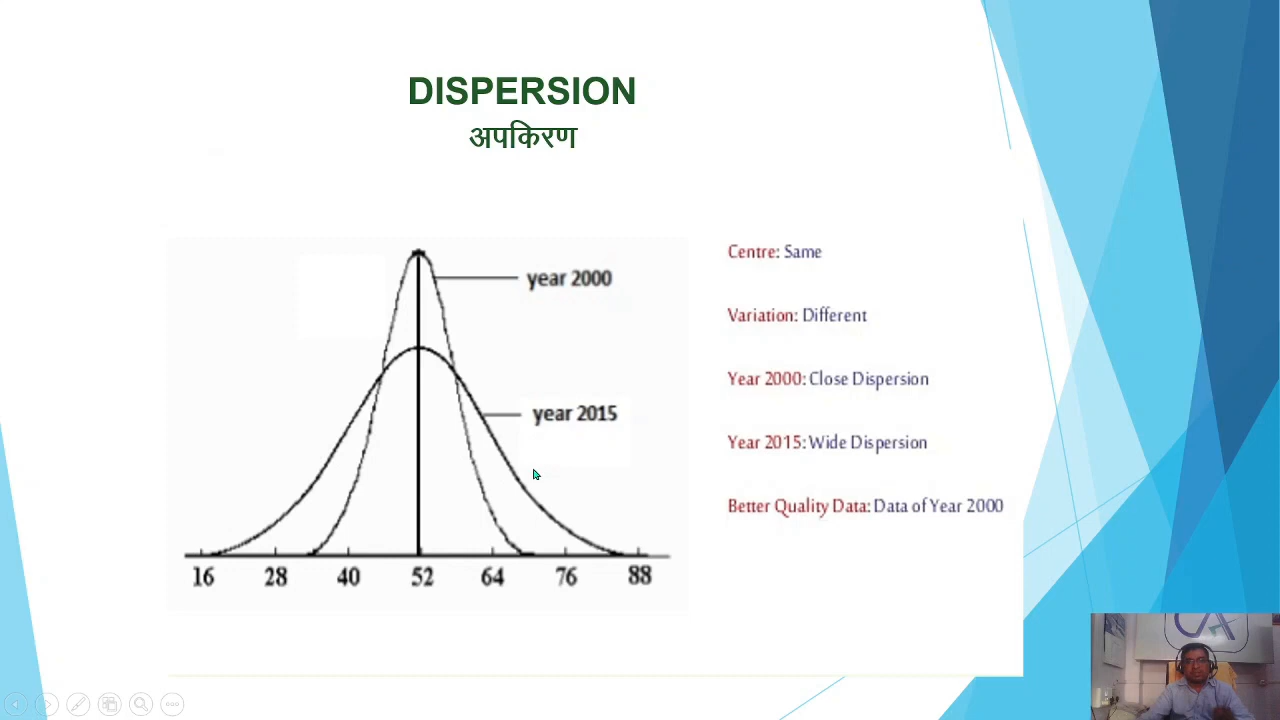 DISPERSION
अपकिरण
year 2000
year 2015
16 28 40 52 64 76 88
Centre: Same
Variation: Different
Year 2000: Close Dispersion
Year 2015: Wide Dispersion
Better Quality Data: Data of Year 2000
CA